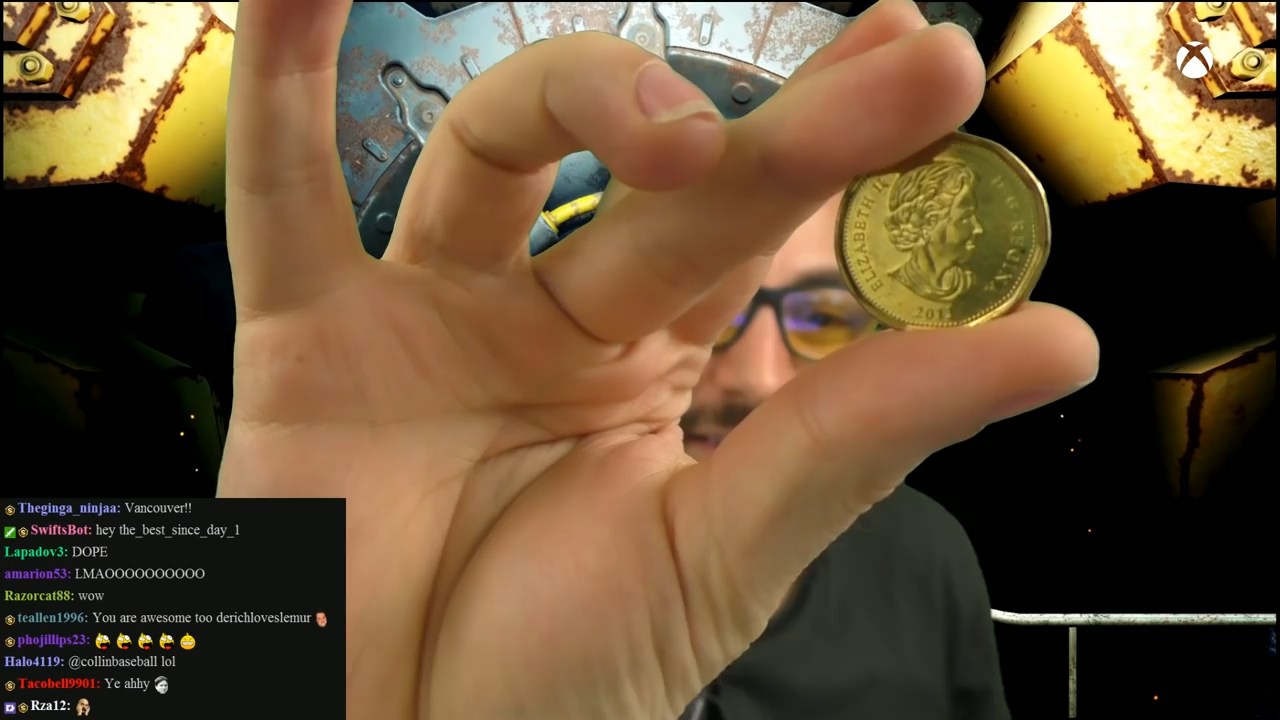 ELIZABETH II D·G·REGINA
Theginga_ninjaa: Vancouver!!
SwiftsBot: hey the_best_since_day_1
Lapadov3: DOPE
amarion53: LMAOOOOOOOOOO
Razorcat88: wow
teallen1996: You are awesome too derichloveslemur
phojillips23:
Halo4119: @collinbaseball lol
Tacobell9901: Ye ahhy
Rza12: